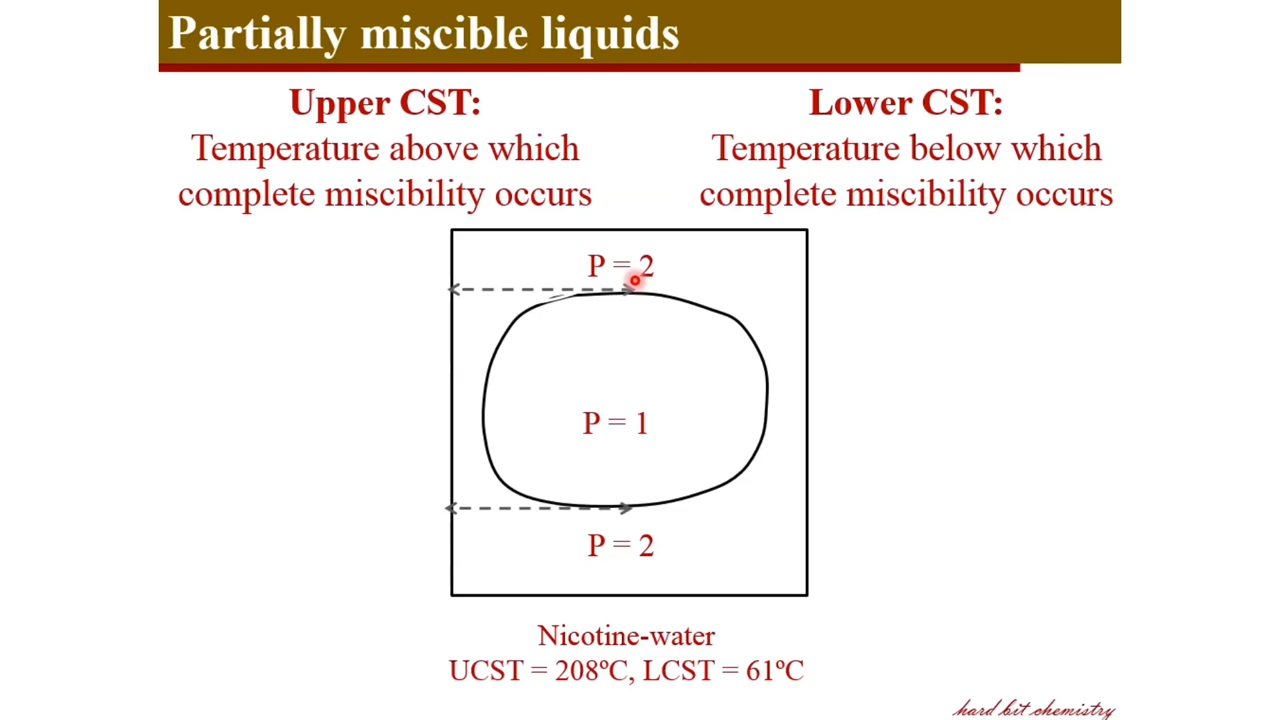 Partially miscible liquids
Upper CST:
Temperature above which
complete miscibility occurs
Lower CST:
Temperature below which
complete miscibility occurs
P = 2
P = 1
P = 2
Nicotine-water
UCST = 208ºC, LCST = 61ºC
hard bit chemistry